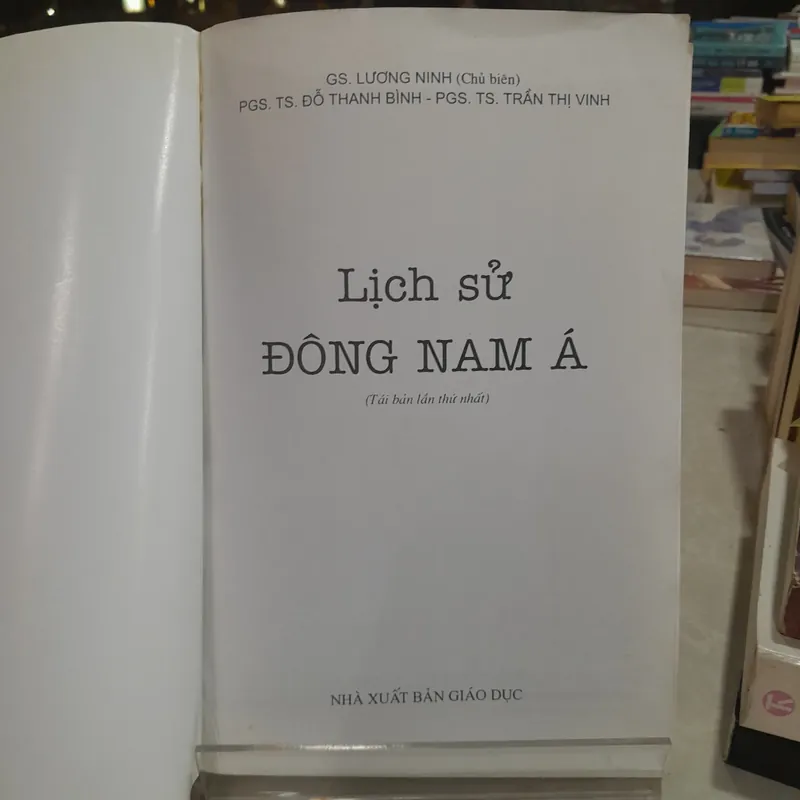 GS. LƯƠNG NINH (Chủ biên)
PGS. TS. ĐỖ THANH BÌNH - PGS. TS. TRẦN THỊ VINH
Lịch sử
ĐÔNG NAM Á
(Tái bản lần thứ nhất)
NHÀ XUẤT BẢN GIÁO DỤC